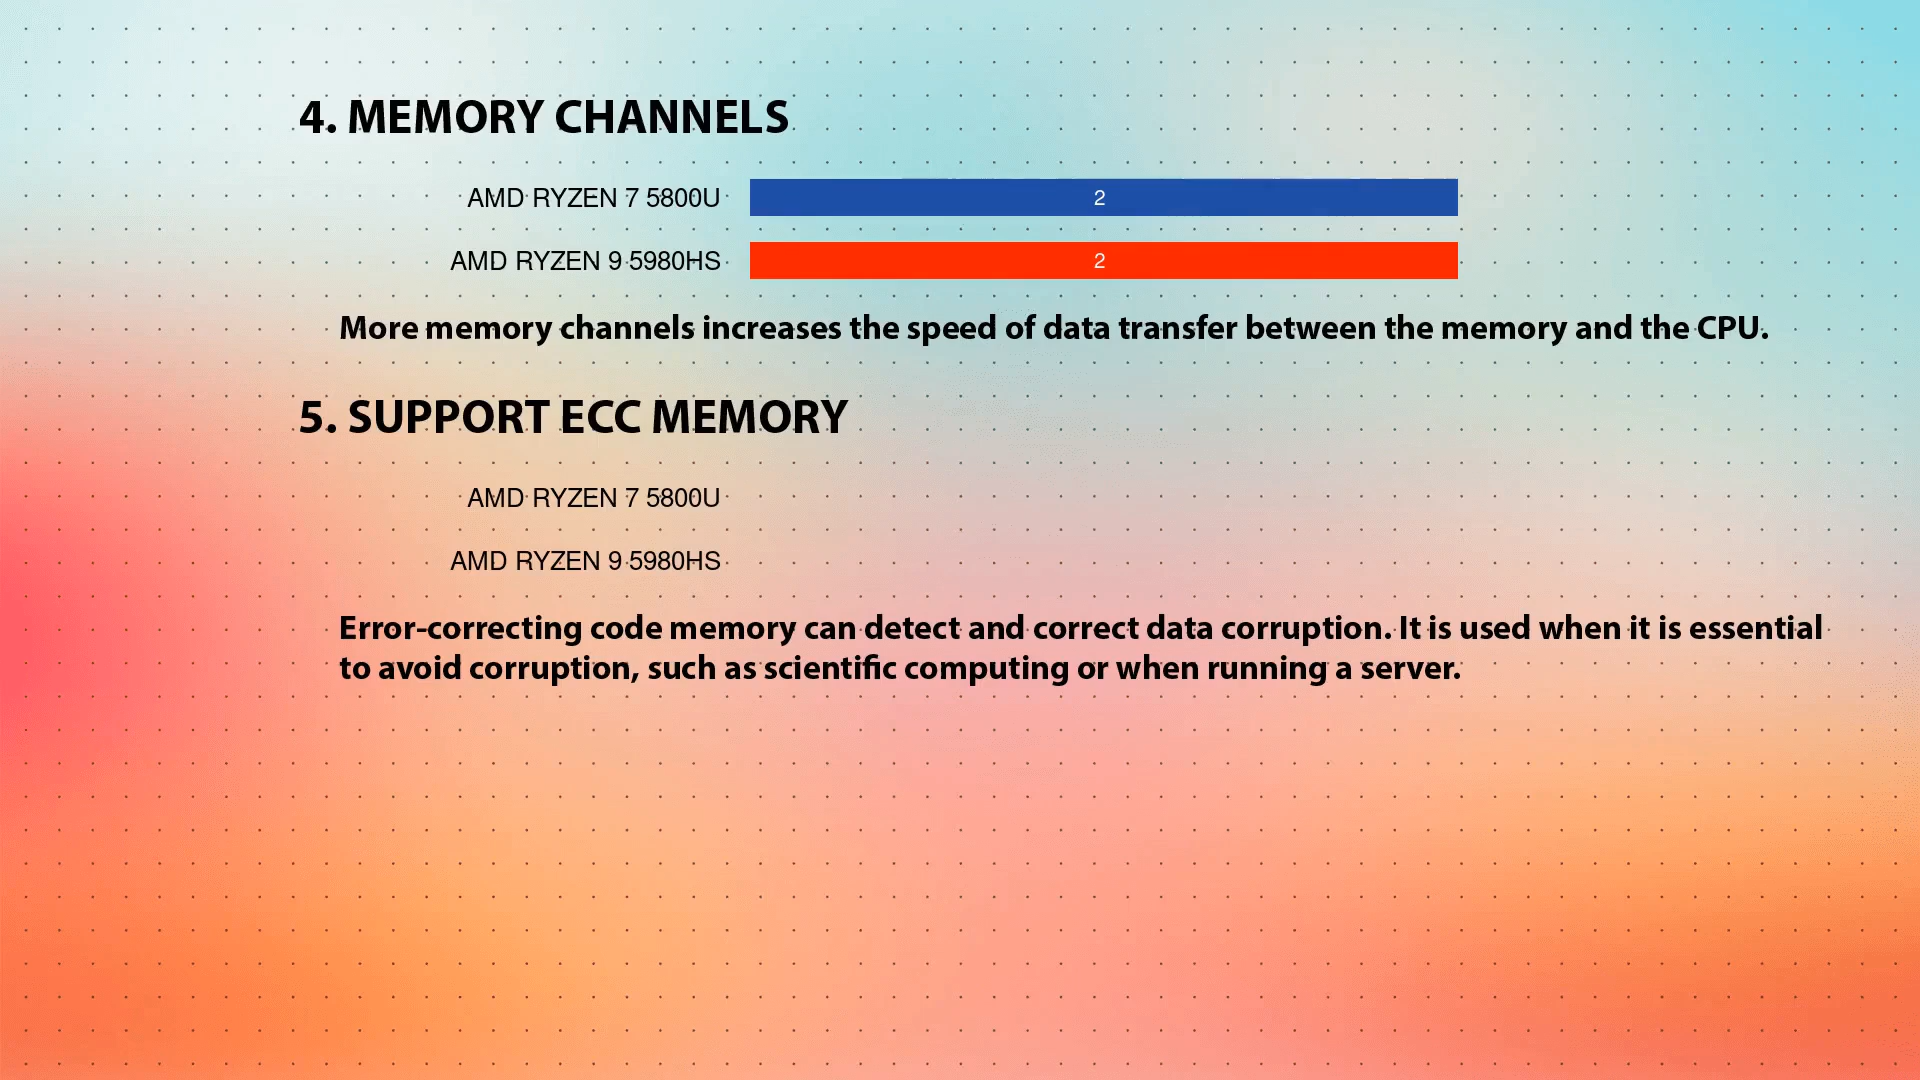 4. MEMORY CHANNELS
AMD RYZEN 7 5800U
2
AMD RYZEN 9 5980HS
2
More memory channels increases the speed of data transfer between the memory and the CPU.
5. SUPPORT ECC MEMORY
AMD RYZEN 7 5800U
AMD RYZEN 9 5980HS
Error-correcting code memory can detect and correct data corruption. It is used when it is essential
to avoid corruption, such as scientific computing or when running a server.